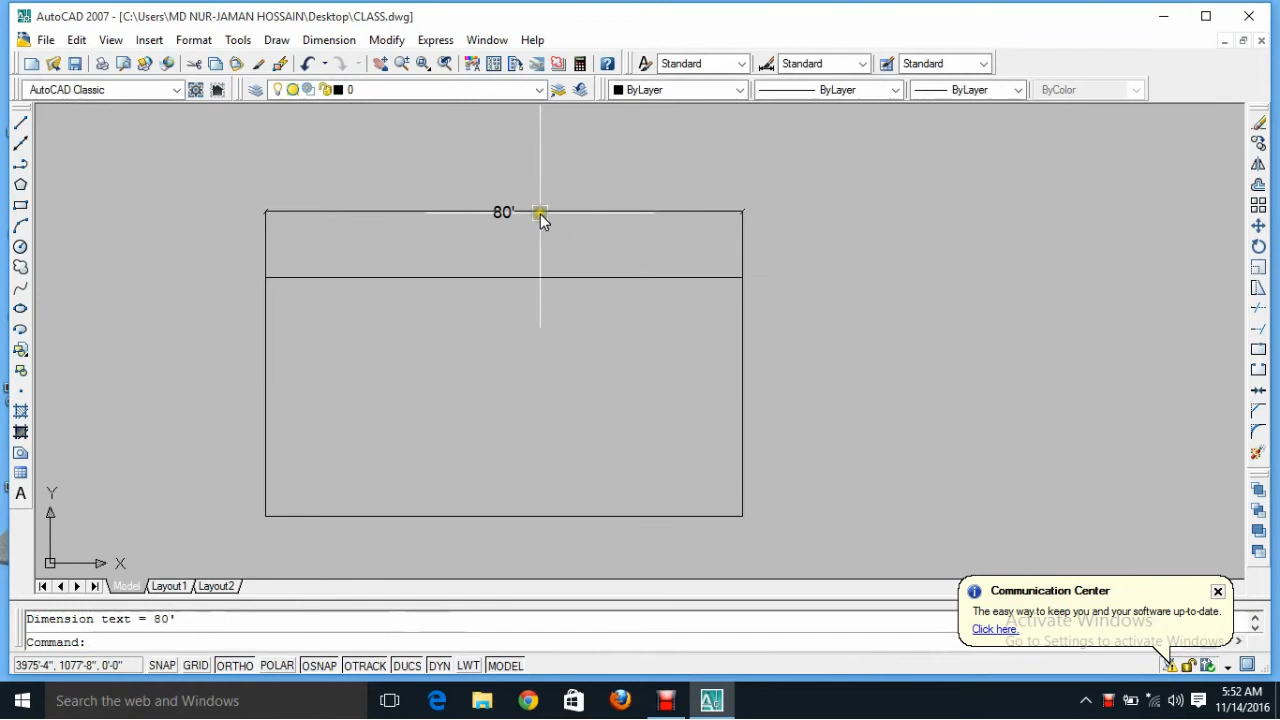 AutoCAD 2007 - [C:\Users\MD NUR-JAMAN HOSSAIN\Desktop\CLASS.dwg]
File Edit View Insert Format Tools Draw Dimension Modify Express Window Help
Standard Standard Standard
AutoCAD Classic 0 ByLayer ByLayer ByLayer ByColor
80'
Y
X
A
Model Layout1 Layout2
Communication Center
The easy way to keep you and your software up-to-date.
Click here.
Activate Windows
Go to Settings to activate Windows.
Dimension text = 80'
Command:
3975'-4", 1077'-8", 0'-0" SNAP GRID ORTHO POLAR OSNAP OTRACK DUCS DYN LWT MODEL
Search the web and Windows
5:52 AM
11/14/2016